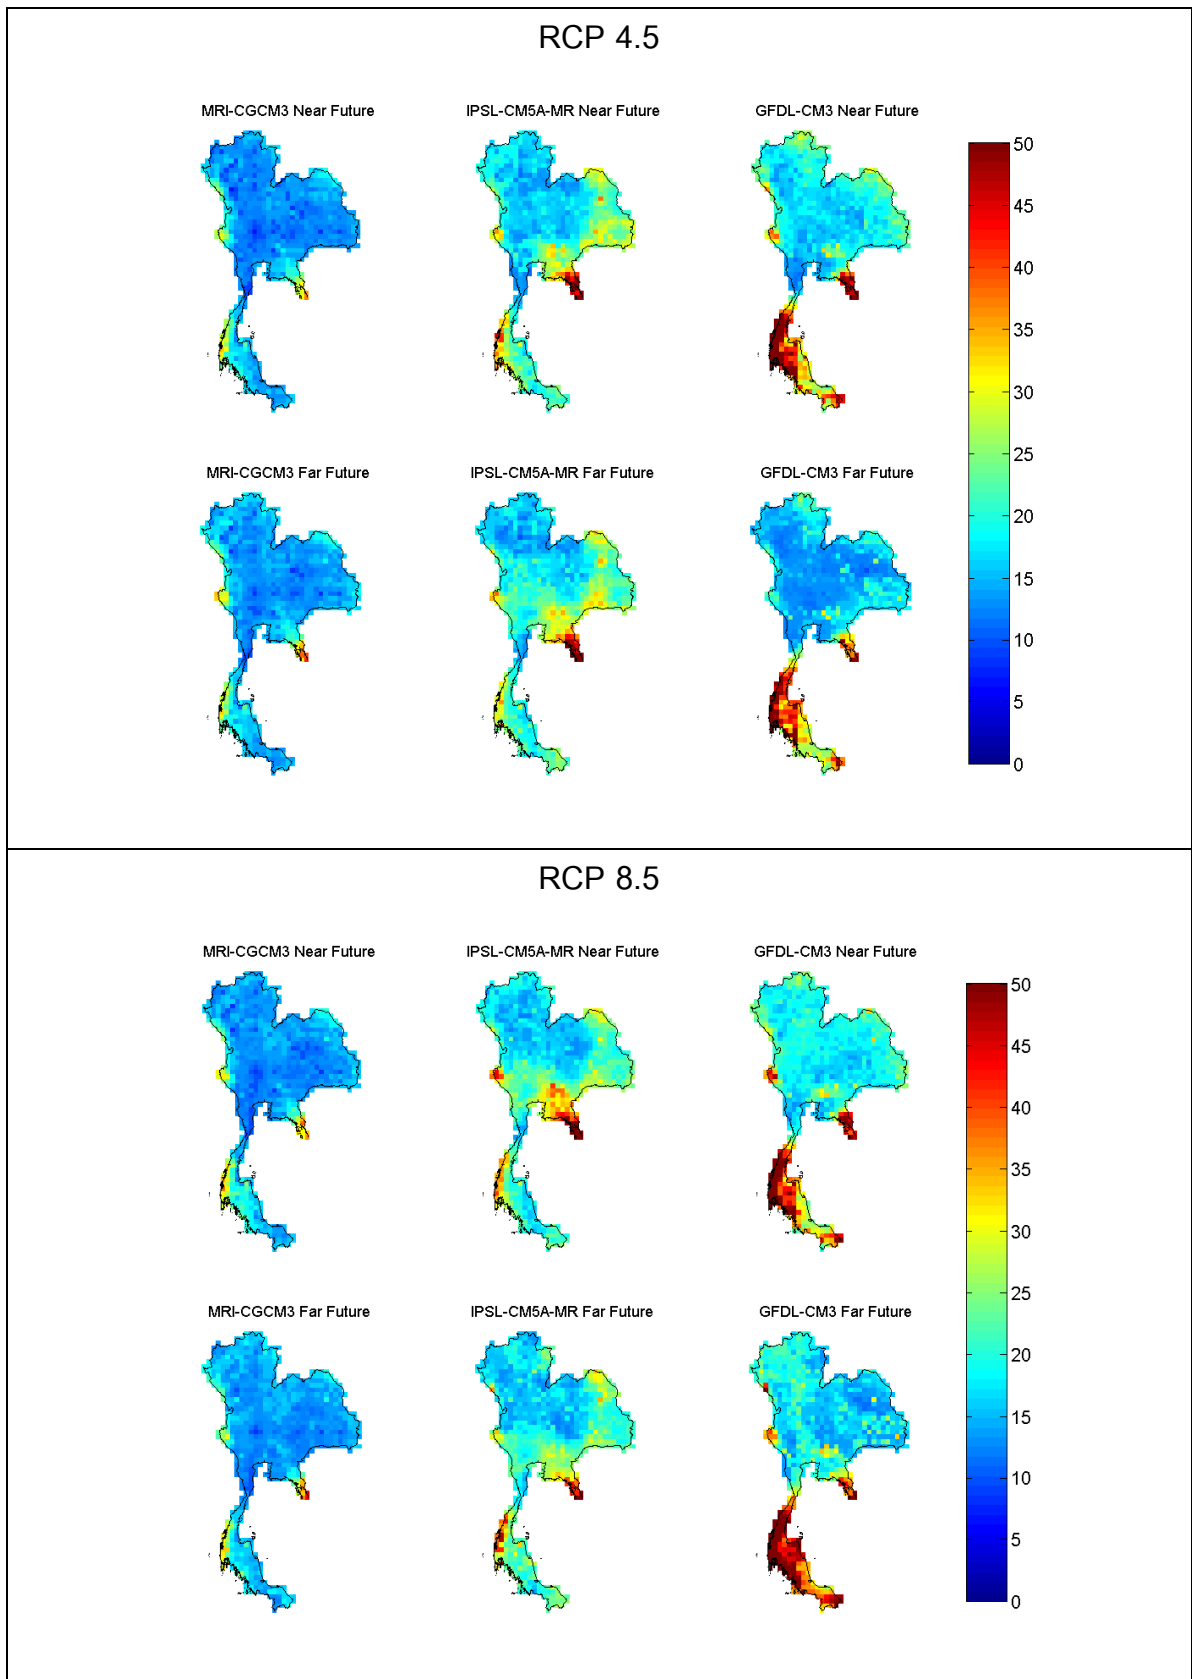 RCP 4.5
MRI-CGCM3 Near Future
IPSL-CM5A-MR Near Future
GFDL-CM3 Near Future
50
45
40
35
30
25
20
15
10
5
0
MRI-CGCM3 Far Future
IPSL-CM5A-MR Far Future
GFDL-CM3 Far Future
RCP 8.5
MRI-CGCM3 Near Future
IPSL-CM5A-MR Near Future
GFDL-CM3 Near Future
50
45
40
35
30
25
20
15
10
5
0
MRI-CGCM3 Far Future
IPSL-CM5A-MR Far Future
GFDL-CM3 Far Future